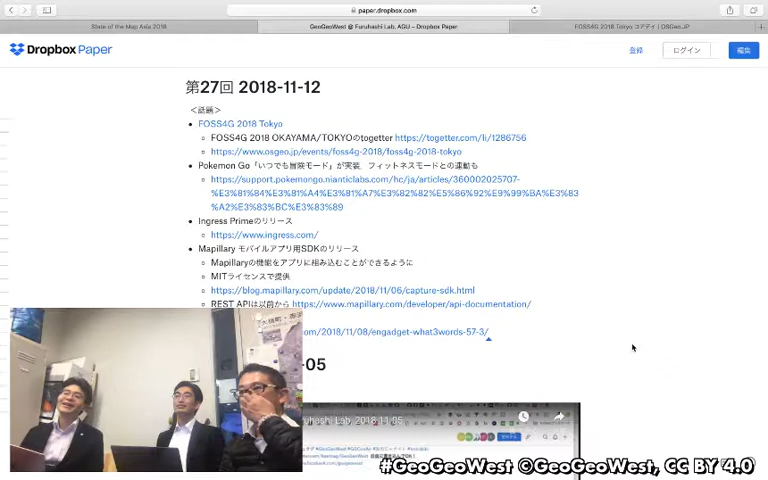 paper.dropbox.com
State of the Map Asia 2018
GeoGeoWest @ Furuhashi Lab. AGU – Dropbox Paper
FOSS4G 2018 Tokyo コアデイ | OSGeo.JP
Dropbox Paper
登録
ログイン
編集
第27回 2018-11-12
＜話題＞
FOSS4G 2018 Tokyo
FOSS4G 2018 OKAYAMA/TOKYOのtogetter https://togetter.com/li/1286756
https://www.osgeo.jp/events/foss4g-2018/foss4g-2018-tokyo
Pokemon Go「いつでも冒険モード」が実装 フィットネスモードとの連動も
https://support.pokemongo.nianticlabs.com/hc/ja/articles/360002025707-
%E3%81%84%E3%81%A4%E3%81%A7%E3%82%82%E5%86%92%E9%99%BA%E3%83
%A2%E3%83%BC%E3%83%89
Ingress Primeのリリース
https://www.ingress.com/
Mapillary モバイルアプリ用SDKのリリース
Mapillaryの機能をアプリに組み込むことができるように
MITライセンスで提供
https://blog.mapillary.com/update/2018/11/06/capture-sdk.html
REST APIは以前から https://www.mapillary.com/developer/api-documentation/
om/2018/11/08/engadget-what3words-57-3/
-05
ruhashi Lab. 2018.11.05
#GeoGeoWest ©GeoGeoWest, CC BY 4.0